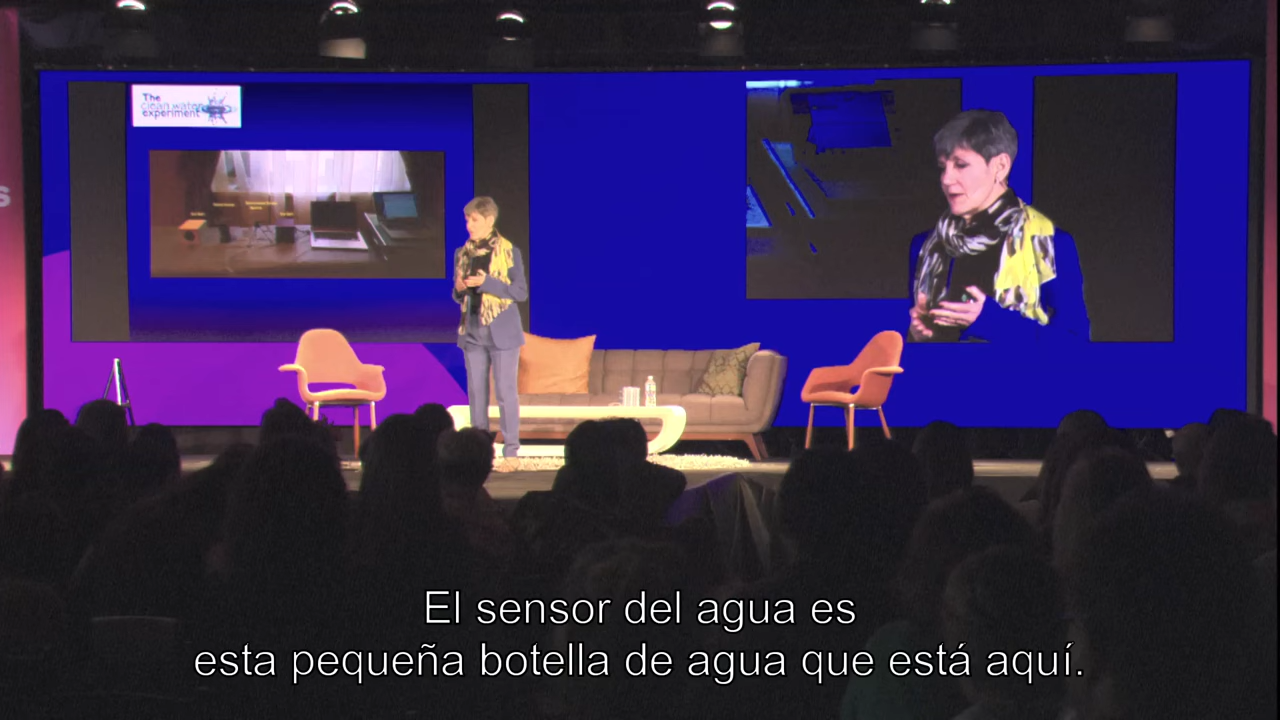 The
clean water
experiment
s
El sensor del agua es
esta pequeña botella de agua que está aquí.